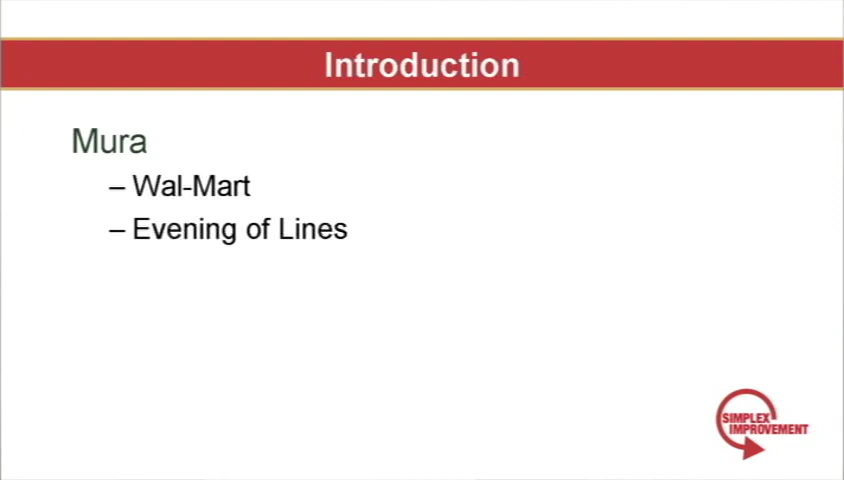 Introduction
Mura
– Wal-Mart
– Evening of Lines
SIMPLEX
IMPROVEMENT